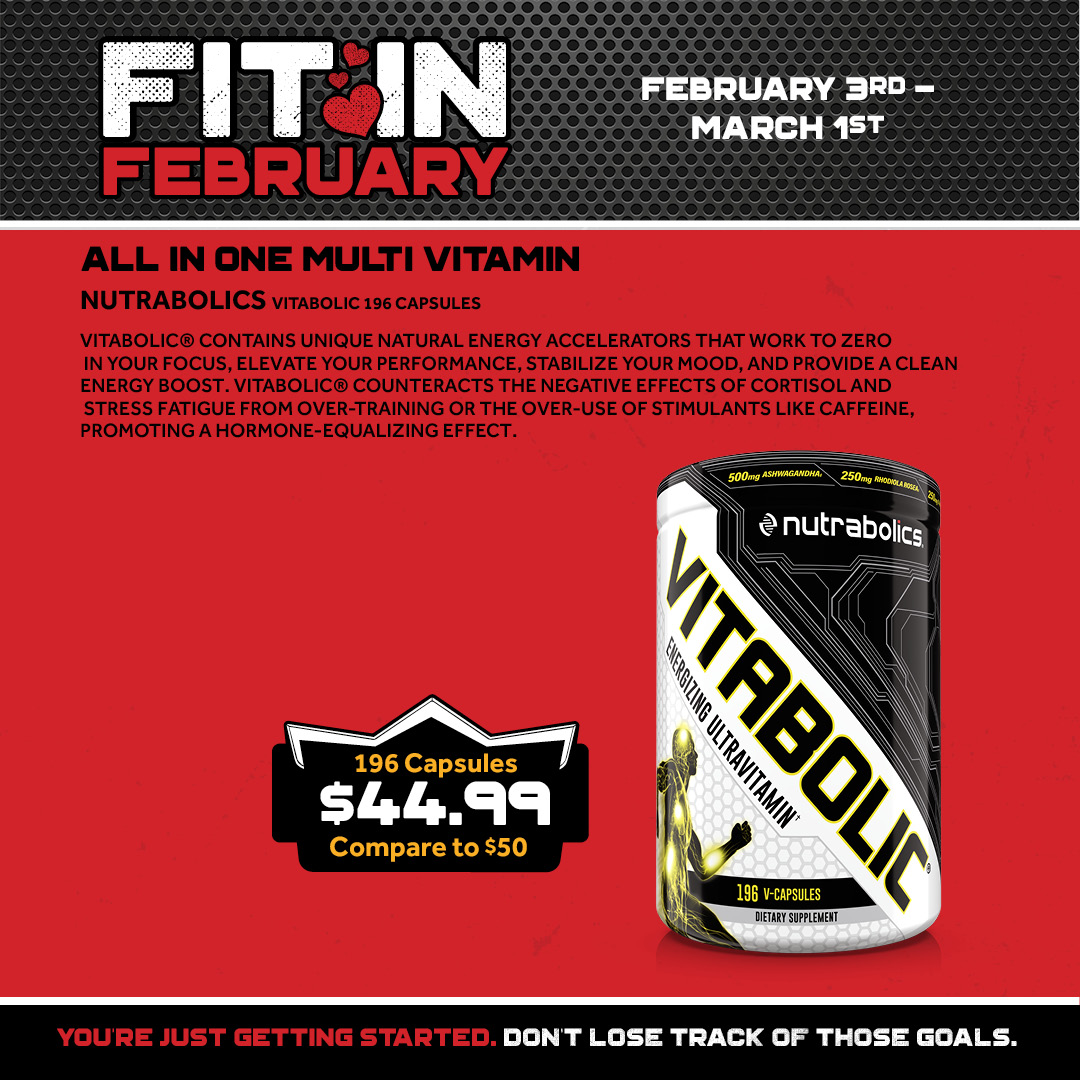 FIT IN
FEBRUARY
FEBRUARY 3RD –
MARCH 1ST
ALL IN ONE MULTI VITAMIN
NUTRABOLICS VITABOLIC 196 CAPSULES
VITABOLIC® CONTAINS UNIQUE NATURAL ENERGY ACCELERATORS THAT WORK TO ZERO
IN YOUR FOCUS, ELEVATE YOUR PERFORMANCE, STABILIZE YOUR MOOD, AND PROVIDE A CLEAN
ENERGY BOOST. VITABOLIC® COUNTERACTS THE NEGATIVE EFFECTS OF CORTISOL AND
STRESS FATIGUE FROM OVER-TRAINING OR THE OVER-USE OF STIMULANTS LIKE CAFFEINE,
PROMOTING A HORMONE-EQUALIZING EFFECT.
500mg ASHWAGANDHA, 250mg RHODIOLA ROSEA,
nutrabolics.
VITABOLIC®
ENERGIZING ULTRAVITAMIN†
196 V-CAPSULES
DIETARY SUPPLEMENT
196 Capsules
$44.99
Compare to $50
YOU'RE JUST GETTING STARTED. DON'T LOSE TRACK OF THOSE GOALS.